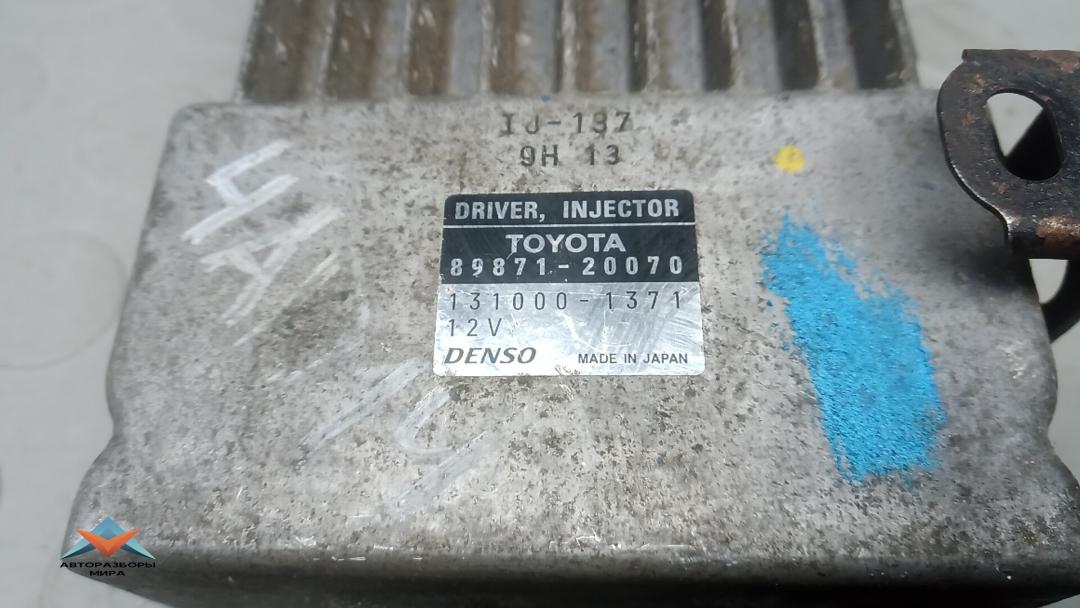 IJ-137
9H 13
DRIVER, INJECTOR
TOYOTA
89871-20070
131000-1371
12V
DENSO MADE IN JAPAN
АВТОРАЗБОРЫ
МИРА